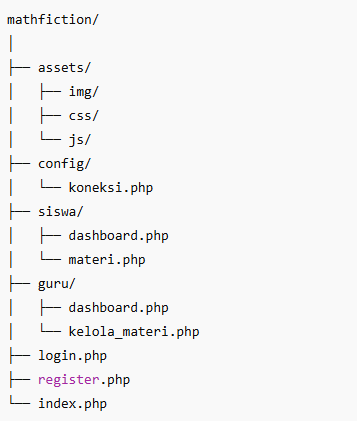 mathfiction/
│
├── assets/
│   ├── img/
│   ├── css/
│   └── js/
├── config/
│   └── koneksi.php
├── siswa/
│   ├── dashboard.php
│   └── materi.php
├── guru/
│   ├── dashboard.php
│   └── kelola_materi.php
├── login.php
├── register.php
└── index.php